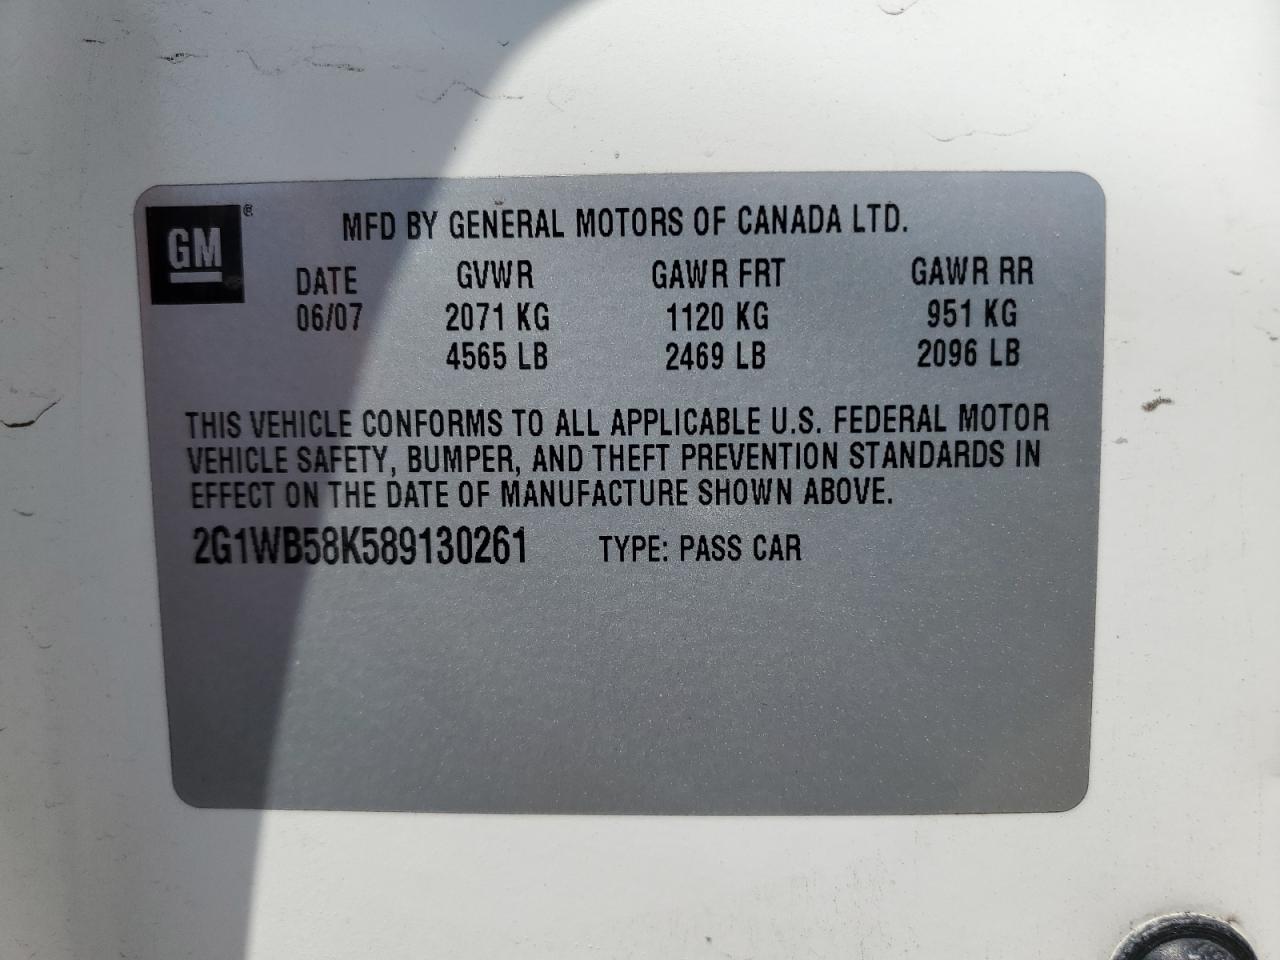 GM ®
MFD BY GENERAL MOTORS OF CANADA LTD.
DATE GVWR GAWR FRT GAWR RR
06/07 2071 KG 1120 KG 951 KG
4565 LB 2469 LB 2096 LB
THIS VEHICLE CONFORMS TO ALL APPLICABLE U.S. FEDERAL MOTOR
VEHICLE SAFETY, BUMPER, AND THEFT PREVENTION STANDARDS IN
EFFECT ON THE DATE OF MANUFACTURE SHOWN ABOVE.
2G1WB58K589130261 TYPE: PASS CAR